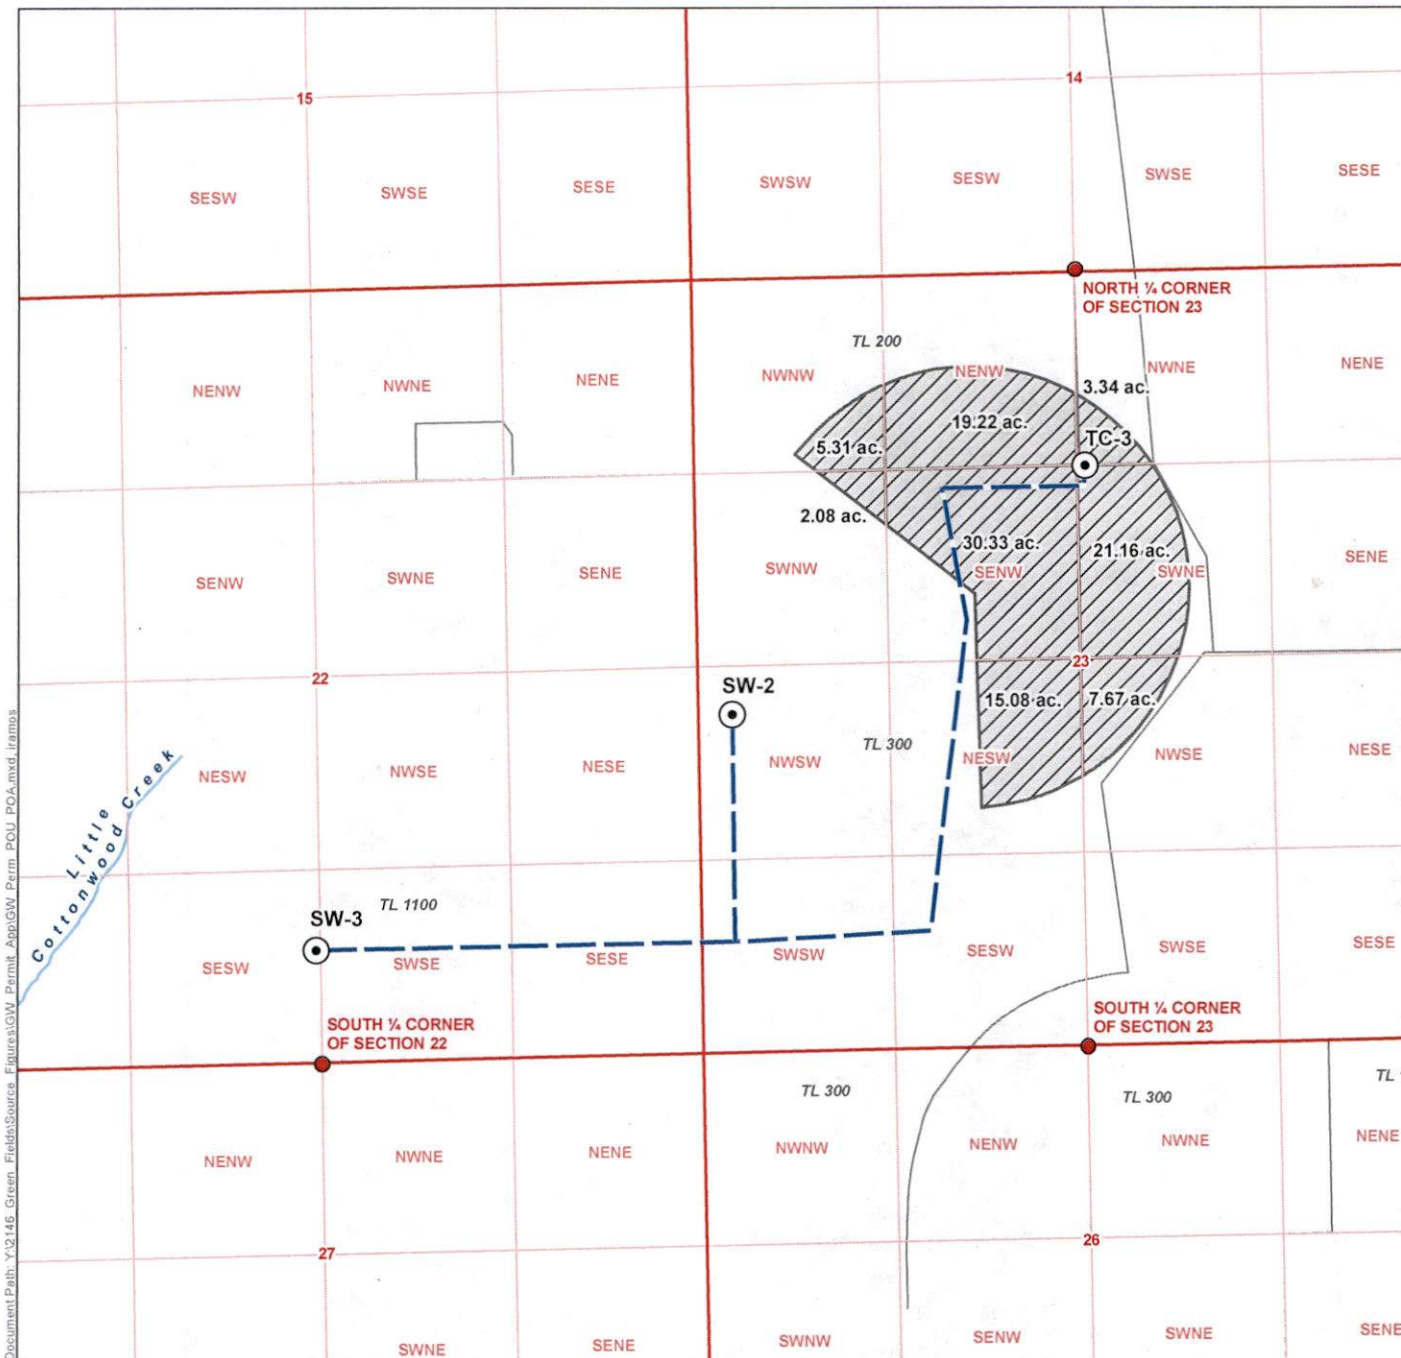 14
15
SESW
SWSE
SESE
SWSW
SESW
SWSE
SESE
NORTH ¼ CORNER
OF SECTION 23
TL 200
NENW
NWNE
NENE
NWNW
NENW
NWNE
NENE
3.34 ac.
19.22 ac.
5.31 ac.
TC-3
2.08 ac.
30.33 ac.
21.16 ac.
SENW
SWNE
SENE
SWNW
SENW
SWNE
SENE
22
23
SW-2
15.08 ac.
7.67 ac.
TL 300
NESW
NWSE
NESE
NWSW
NESW
NWSE
NESE
Little
Cottonwood Creek
TL 1100
SW-3
SESW
SWSE
SESE
SWSW
SESW
SWSE
SESE
SOUTH ¼ CORNER
OF SECTION 22
SOUTH ¼ CORNER
OF SECTION 23
TL 300
TL 300
TL
NENW
NWNE
NENE
NWNW
NENW
NWNE
NENE
27
26
SWNE
SENE
SWNW
SENW
SWNE
SENE
Document Path: Y:\2146_Green_Fields\Source_Figures\GW_Permit_App\GW_Perm_POU_POA.mxd, iramos